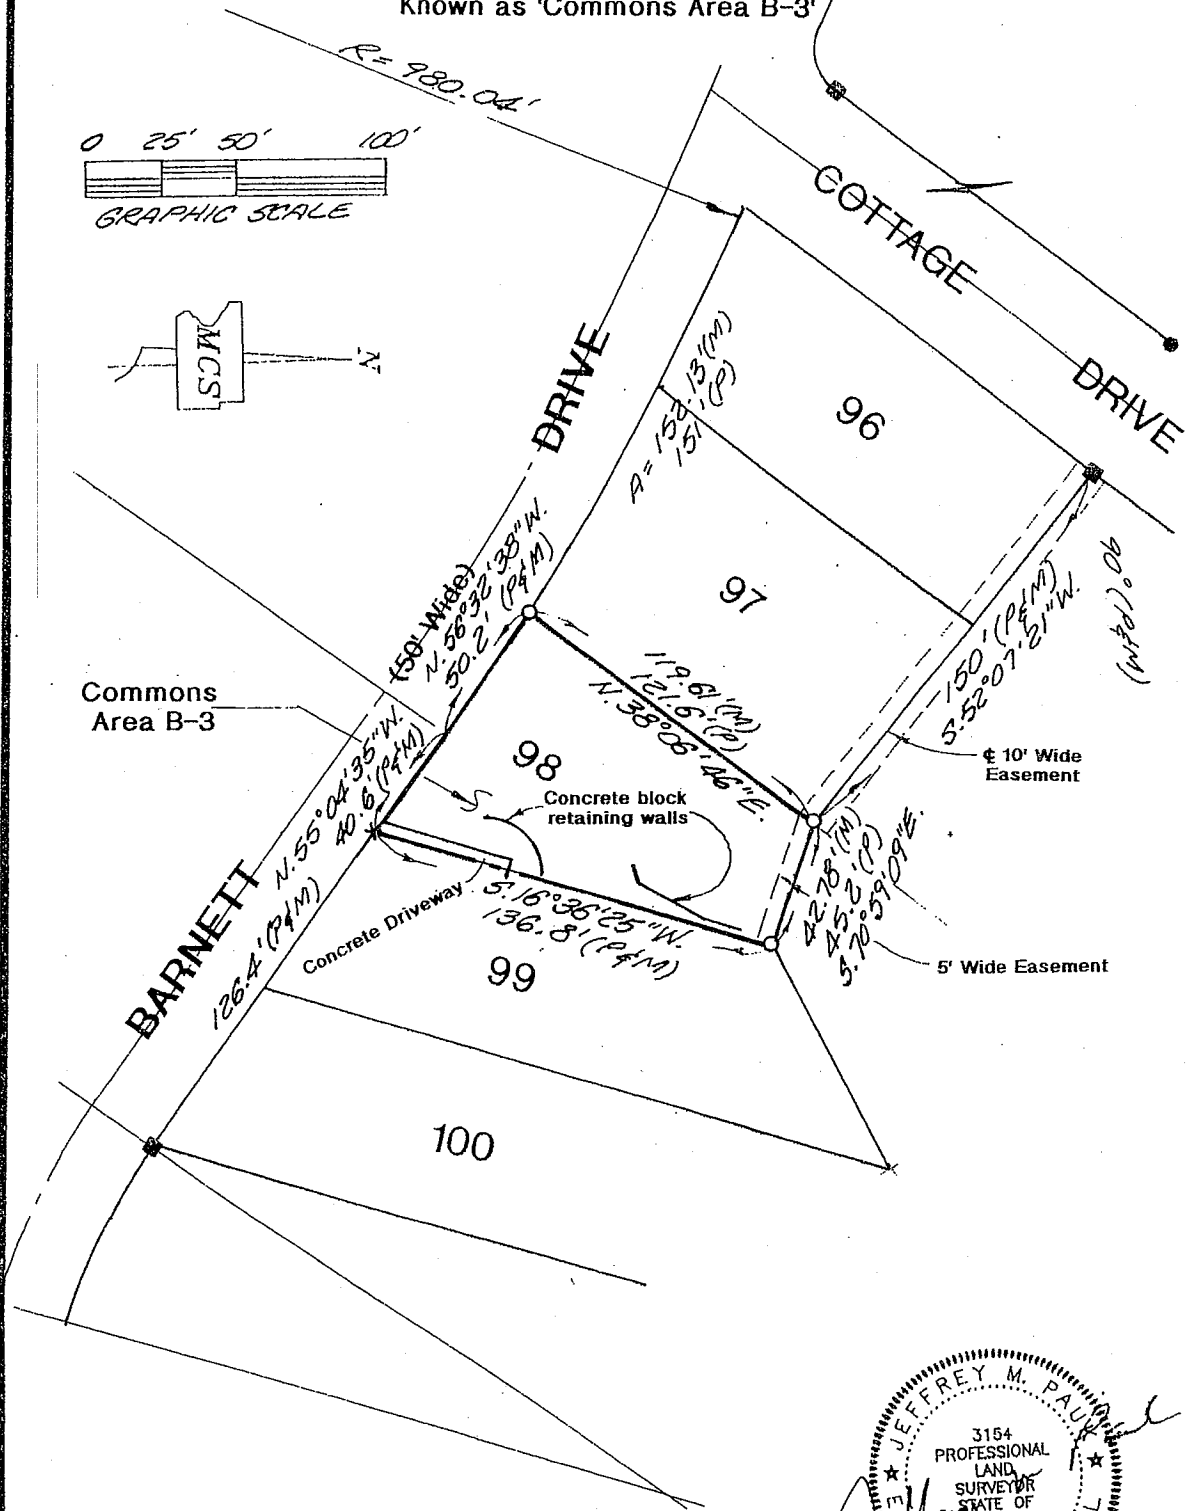 Known as 'Commons Area B-3'
R= 980.04'
0 25' 50' 100'
GRAPHIC SCALE
MCS
N
COTTAGE
DRIVE
DRIVE
A= 152.13'(M)
151'(P)
96
97
90° (P&M)
150' (P&M)
S.52°07'21"W.
(50' Wide)
N.56°32'38"W.
50.2' (P&M)
119.61'(M)
121.6'(P)
N.38°06'46"E.
Commons
Area B-3
N.55°04'35"W.
40.6'(P&M)
98
Concrete block
retaining walls
℄ 10' Wide
Easement
42.78'(M)
45.2'(P)
S.70°59'09"E.
5' Wide Easement
Concrete Driveway
S.16°36'25"W.
136.8'(P&M)
BARNETT
126.4'(P&M)
99
100
JEFFREY M. PAUL
3154
PROFESSIONAL
LAND
SURVEYOR
STATE OF